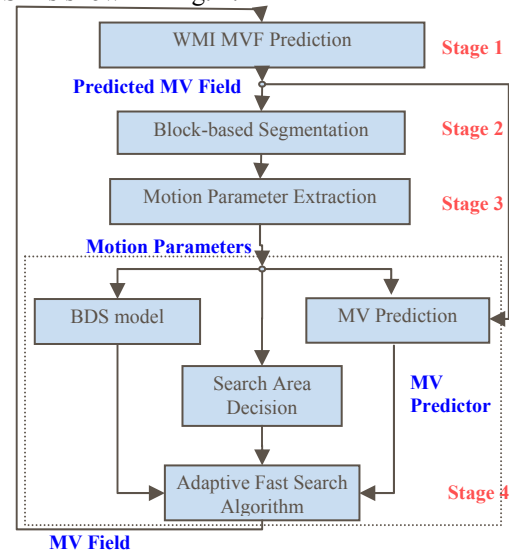 WMI MVF Prediction
Stage 1
Predicted MV Field
Block-based Segmentation
Stage 2
Motion Parameter Extraction
Stage 3
Motion Parameters
BDS model
MV Prediction
Search Area
Decision
MV
Predictor
Adaptive Fast Search
Algorithm
Stage 4
MV Field